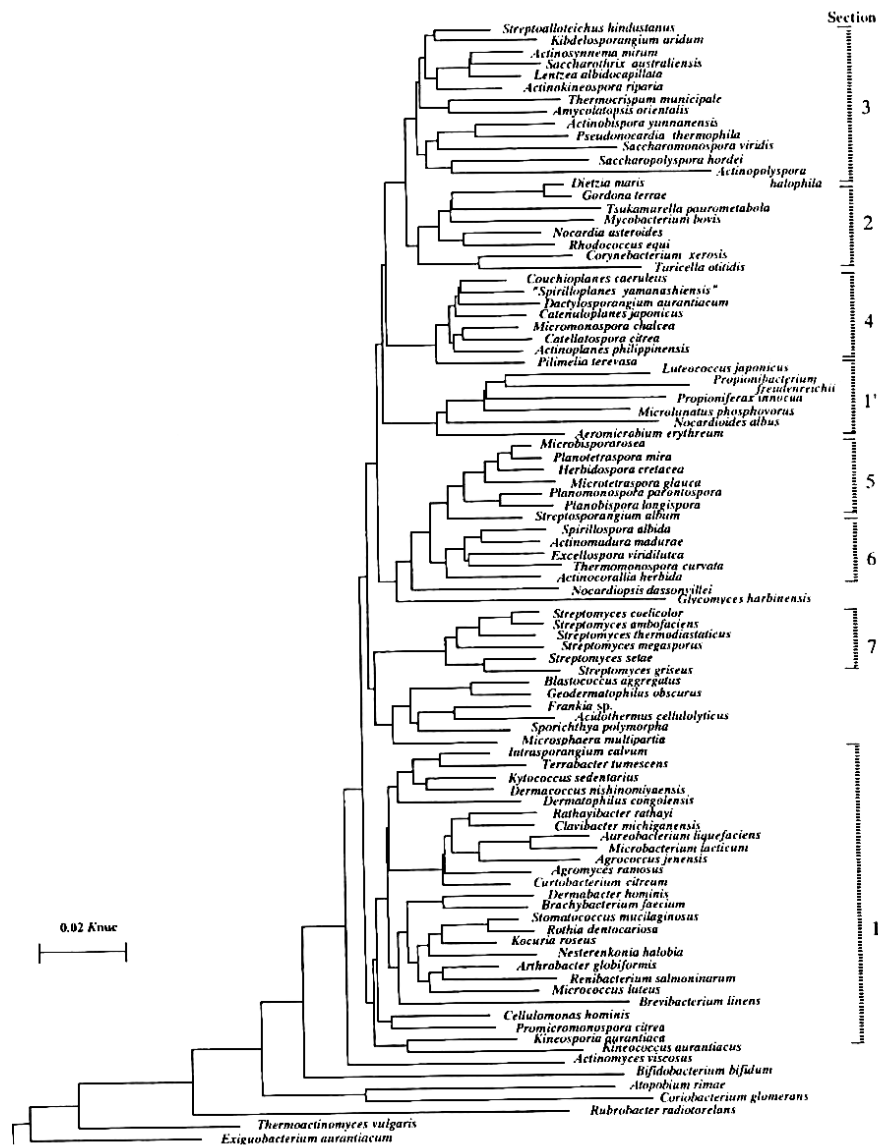 Section
Streptoalloteichus hindustanus
Kibdelosporangium aridum
Actinosynnema mirum
Saccharothrix australiensis
Lentzea albidocapillata
Actinokineospora riparia
Thermocrispum municipale
Amycolatopsis orientalis
3
Actinobispora yunnanensis
Pseudonocardia thermophila
Saccharomonospora viridis
Saccharopolyspora hordei
Actinopolyspora
halophila
Dietzia maris
Gordona terrae
Tsukamurella paurometabola
Mycobacterium bovis
2
Nocardia asteroides
Rhodococcus equi
Corynebacterium xerosis
Turicella otitidis
Couchioplanes caeruleus
"Spirilloplanes yamanashiensis"
Dactylosporangium aurantiacum
Catenuloplanes japonicus
4
Micromonospora chalcea
Catellatospora citrea
Actinoplanes philippinensis
Pilimelia terevasa
Luteococcus japonicus
Propionibacterium
freudenreichii
Propioniferax innocua
1'
Microlunatus phosphovorus
Nocardioides albus
Aeromicrobium erythreum
Microbisporarosea
Planotetraspora mira
Herbidospora cretacea
Microtetraspora glauca
5
Planomonospora parontospora
Planobispora longispora
Streptosporangium album
Spirillospora albida
Actinomadura madurae
Excellospora viridilutea
6
Thermomonospora curvata
Actinocorallia herbida
Nocardiopsis dassonvillei
Glycomyces harbinensis
Streptomyces coelicolor
Streptomyces ambofaciens
Streptomyces thermodiastaticus
Streptomyces megasporus
7
Streptomyces setae
Streptomyces griseus
Blastococcus aggregatus
Geodermatophilus obscurus
Frankia sp.
Acidothermus cellulolyticus
Sporichthya polymorpha
Microsphaera multipartia
Intrasporangium calvum
Terrabacter tumescens
Kytococcus sedentarius
Dermacoccus nishinomiyaensis
Dermatophilus congolensis
Rathayibacter rathayi
Clavibacter michiganensis
Aureobacterium liquefaciens
Microbacterium lacticum
Agrococcus jenensis
Agromyces ramosus
Curtobacterium citreum
Dermabacter hominis
Brachybacterium faecium
Stomatococcus mucilaginosus
Rothia dentocariosa
1
0.02 Knuc
Kocuria roseus
Nesterenkonia halobia
Arthrobacter globiformis
Renibacterium salmoninarum
Micrococcus luteus
Brevibacterium linens
Cellulomonas hominis
Promicromonospora citrea
Kineosporia aurantiaca
Kineococcus aurantiacus
Actinomyces viscosus
Bifidobacterium bifidum
Atopobium rimae
Coriobacterium glomerans
Rubrobacter radiotorelans
Thermoactinomyces vulgaris
Exiguobacterium aurantiacum